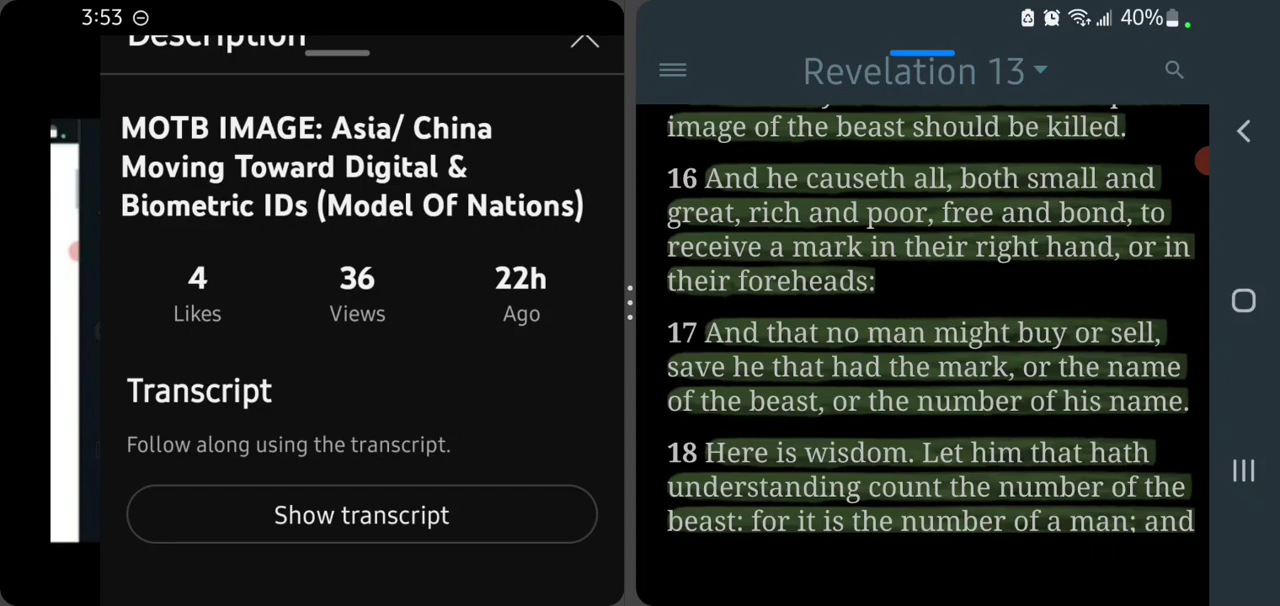 3:53
Description
MOTB IMAGE: Asia/ China
Moving Toward Digital &
Biometric IDs (Model Of Nations)
4
Likes
36
Views
22h
Ago
Transcript
Follow along using the transcript.
Show transcript
40%
Revelation 13
image of the beast should be killed.
16 And he causeth all, both small and
great, rich and poor, free and bond, to
receive a mark in their right hand, or in
their foreheads:
17 And that no man might buy or sell,
save he that had the mark, or the name
of the beast, or the number of his name.
18 Here is wisdom. Let him that hath
understanding count the number of the
beast: for it is the number of a man; and